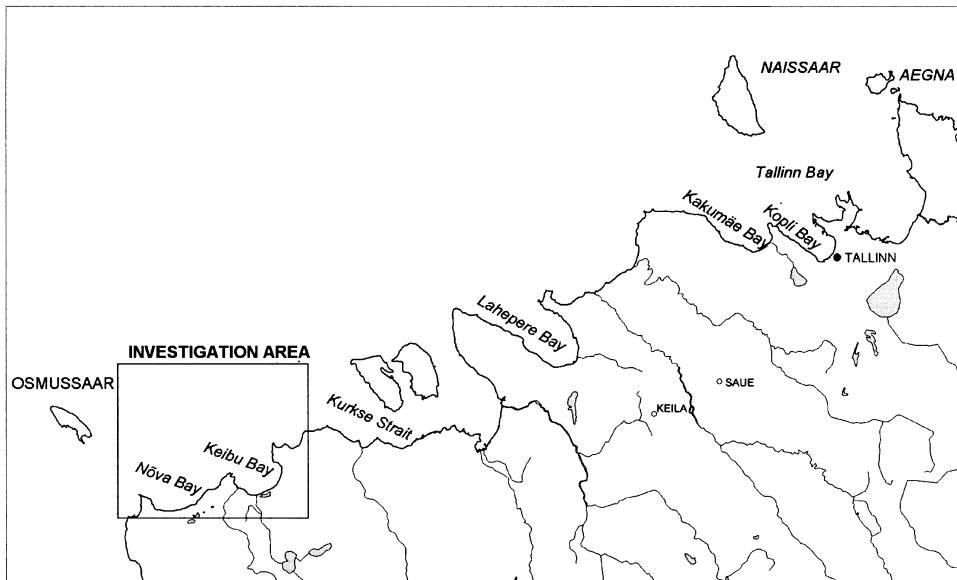 NAISSAAR
AEGNA
Tallinn Bay
Kakumäe Bay
Kopli Bay
TALLINN
Lahepere Bay
INVESTIGATION AREA
OSMUSSAAR
SAUE
KEILA
Kurkse Strait
Keibu Bay
Nõva Bay